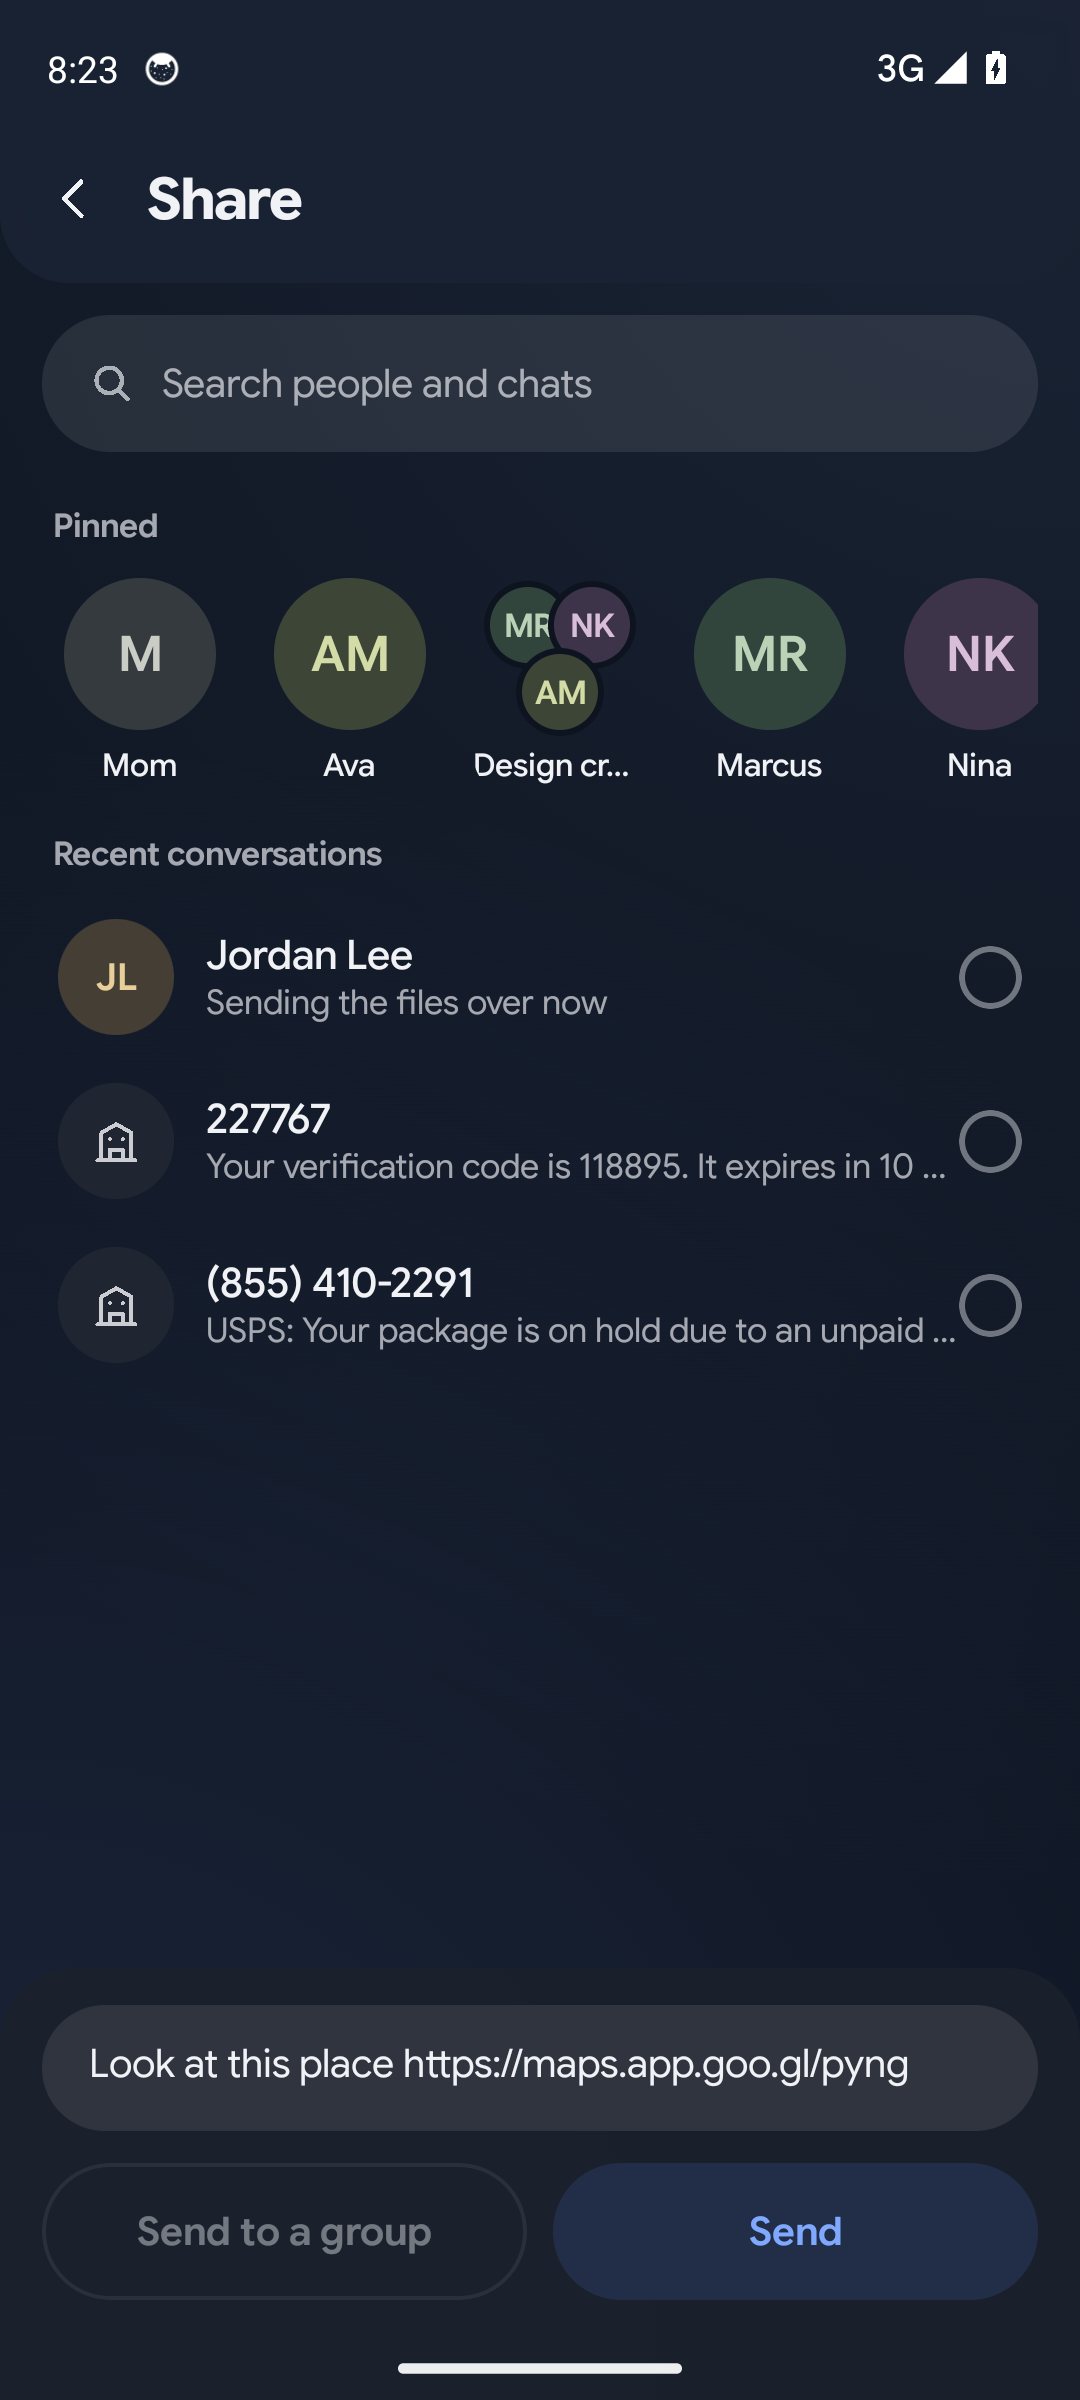 8:23
3G
Share
Search people and chats
Pinned
M
AM
MR
NK
AM
MR
NK
Mom
Ava
Design cr...
Marcus
Nina
Recent conversations
JL
Jordan Lee
Sending the files over now
227767
Your verification code is 118895. It expires in 10 ...
(855) 410-2291
USPS: Your package is on hold due to an unpaid ...
Look at this place https://maps.app.goo.gl/pyng
Send to a group
Send